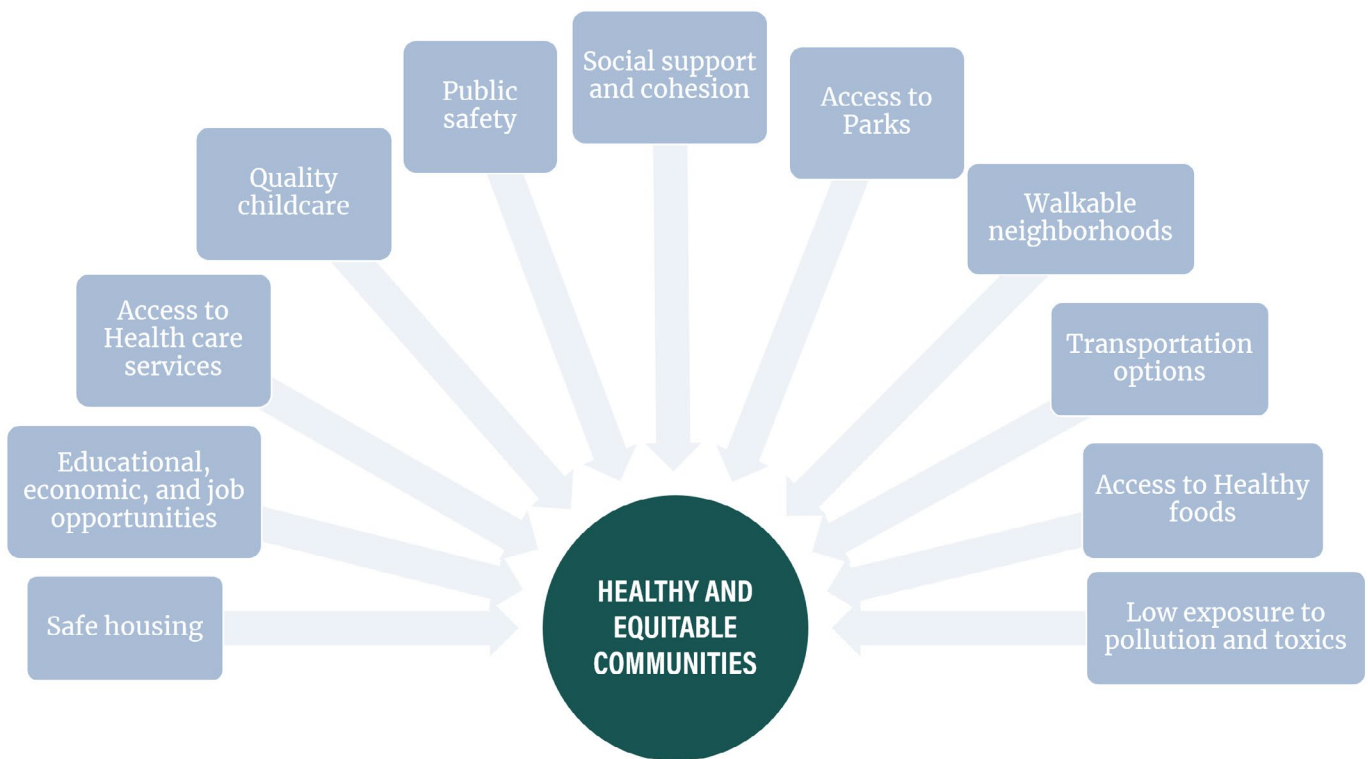 Social support
and cohesion
Public
safety
Access to
Parks
Quality
childcare
Walkable
neighborhoods
Access to
Health care
services
Transportation
options
Educational,
economic, and job
opportunities
Access to Healthy
foods
Safe housing
Low exposure to
pollution and toxics
HEALTHY AND
EQUITABLE
COMMUNITIES